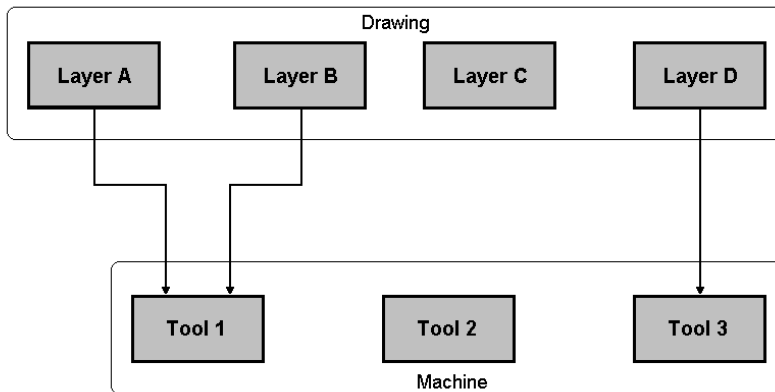 Drawing
Layer A
Layer B
Layer C
Layer D
Tool 1
Tool 2
Tool 3
Machine